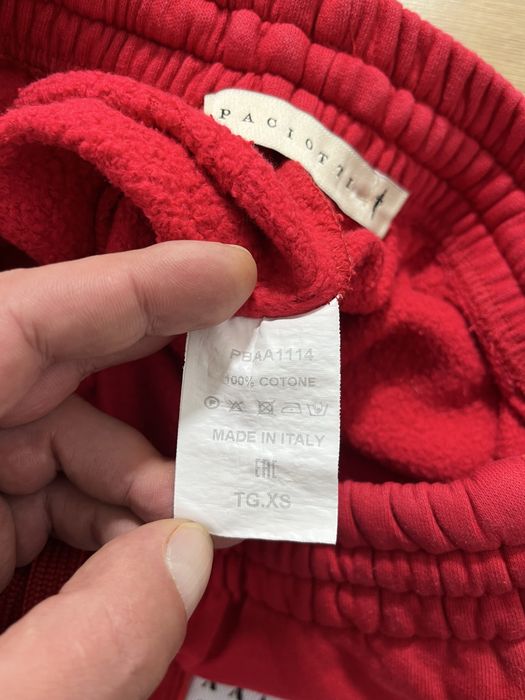 PACIOTTI
PBAA1114
100% COTONE
P
MADE IN ITALY
EAC
TG.XS